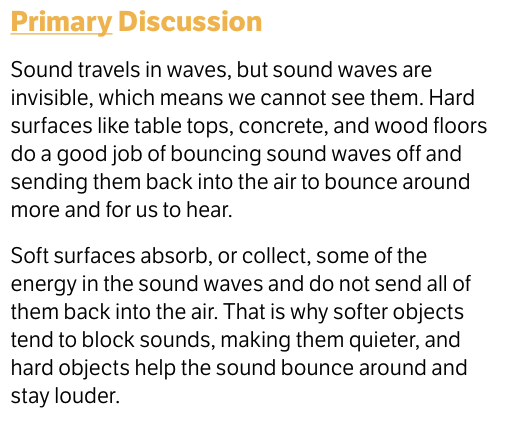 Primary Discussion
Sound travels in waves, but sound waves are
invisible, which means we cannot see them. Hard
surfaces like table tops, concrete, and wood floors
do a good job of bouncing sound waves off and
sending them back into the air to bounce around
more and for us to hear.
Soft surfaces absorb, or collect, some of the
energy in the sound waves and do not send all of
them back into the air. That is why softer objects
tend to block sounds, making them quieter, and
hard objects help the sound bounce around and
stay louder.